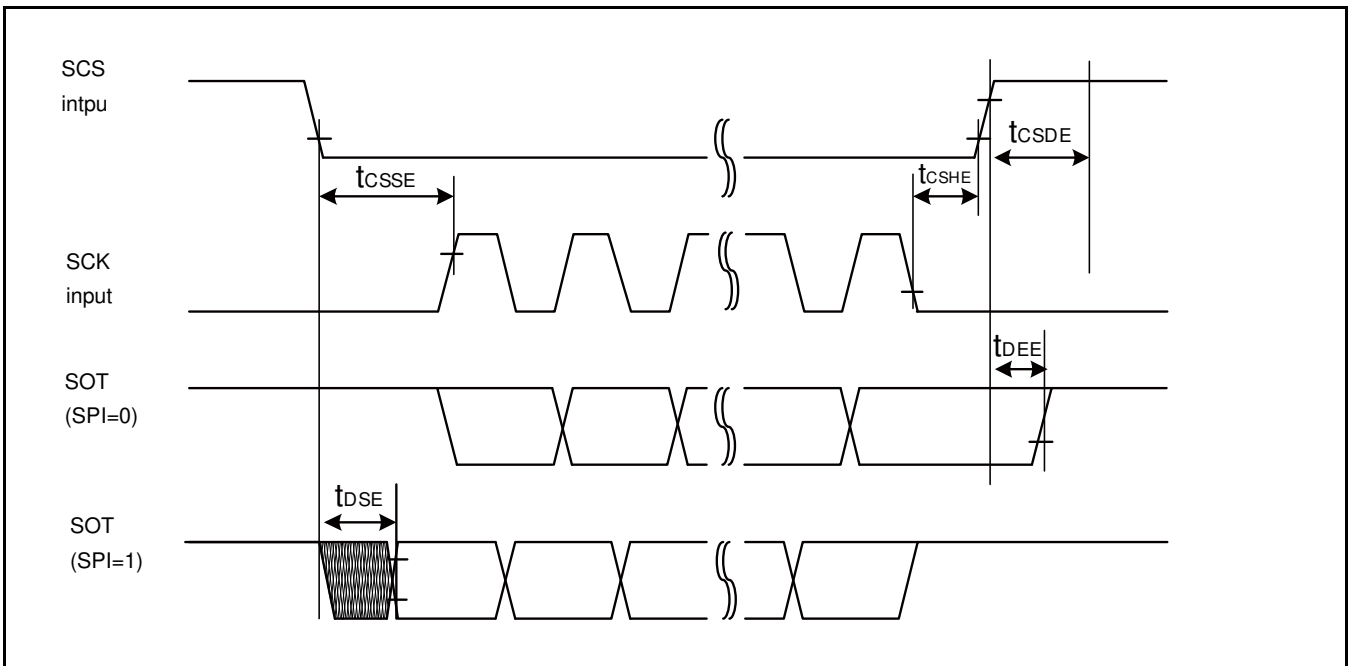 SCS
intpu
tCSDE
tCSSE
tCSHE
SCK
input
tDEE
SOT
(SPI=0)
tDSE
SOT
(SPI=1)